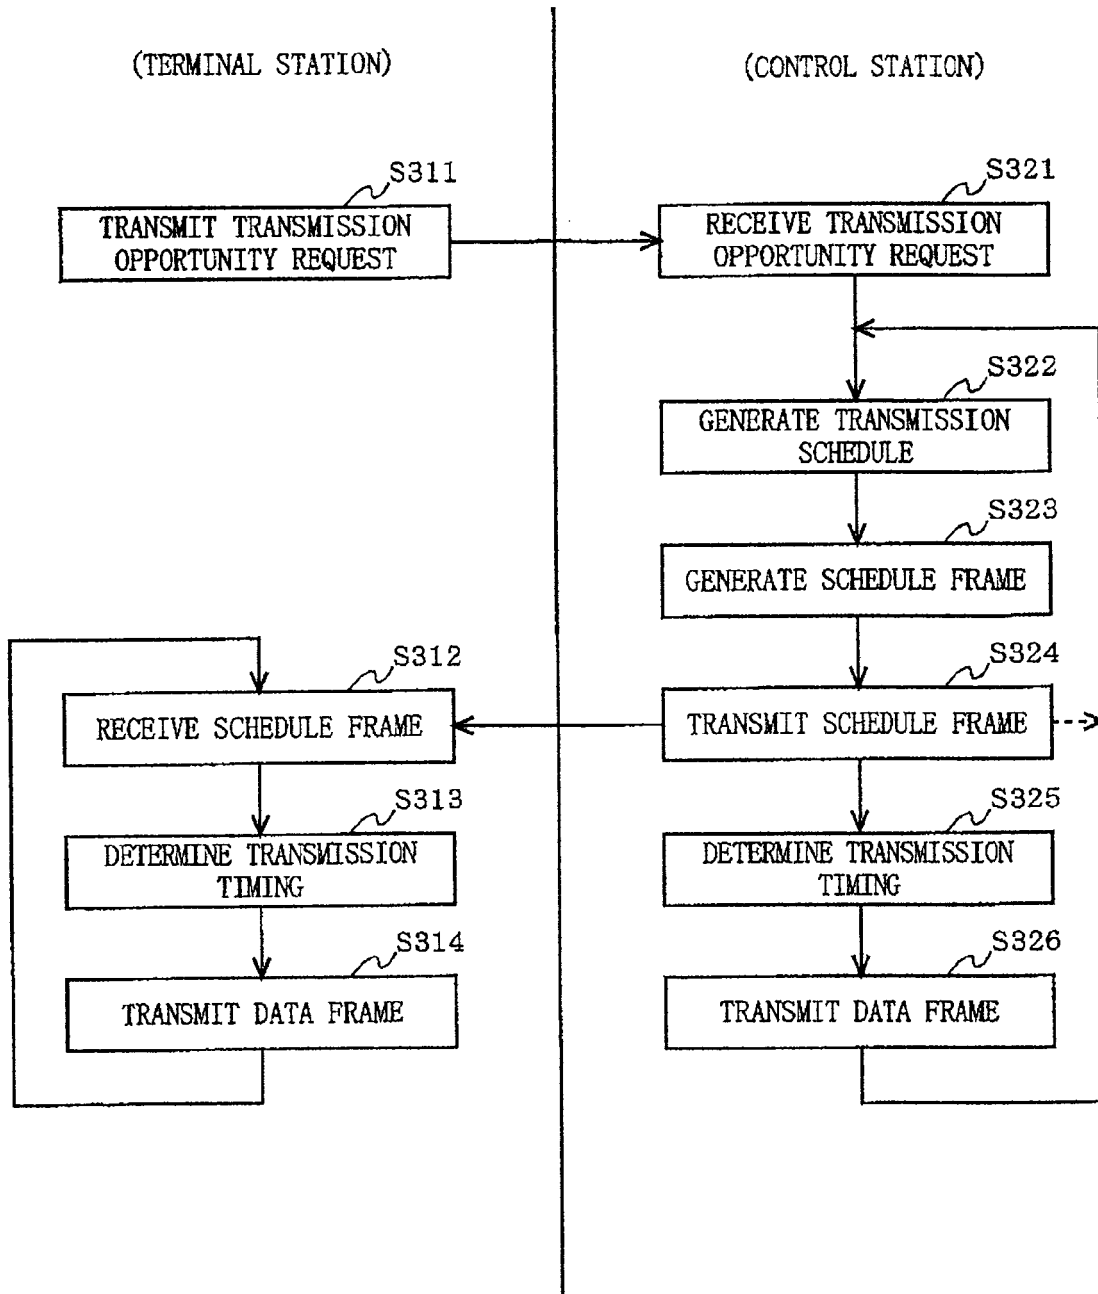 (TERMINAL STATION)
(CONTROL STATION)
S311
TRANSMIT TRANSMISSION
OPPORTUNITY REQUEST
S321
RECEIVE TRANSMISSION
OPPORTUNITY REQUEST
S322
GENERATE TRANSMISSION
SCHEDULE
S323
GENERATE SCHEDULE FRAME
S312
RECEIVE SCHEDULE FRAME
S324
TRANSMIT SCHEDULE FRAME
S313
DETERMINE TRANSMISSION
TIMING
S325
DETERMINE TRANSMISSION
TIMING
S314
TRANSMIT DATA FRAME
S326
TRANSMIT DATA FRAME